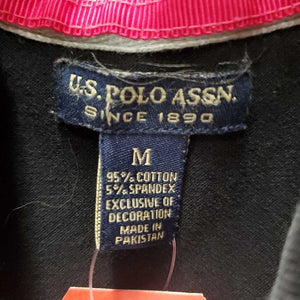 U.S. POLO ASSN.
SINCE 1890
M
95% COTTON
5% SPANDEX
EXCLUSIVE OF
DECORATION
MADE IN
PAKISTAN